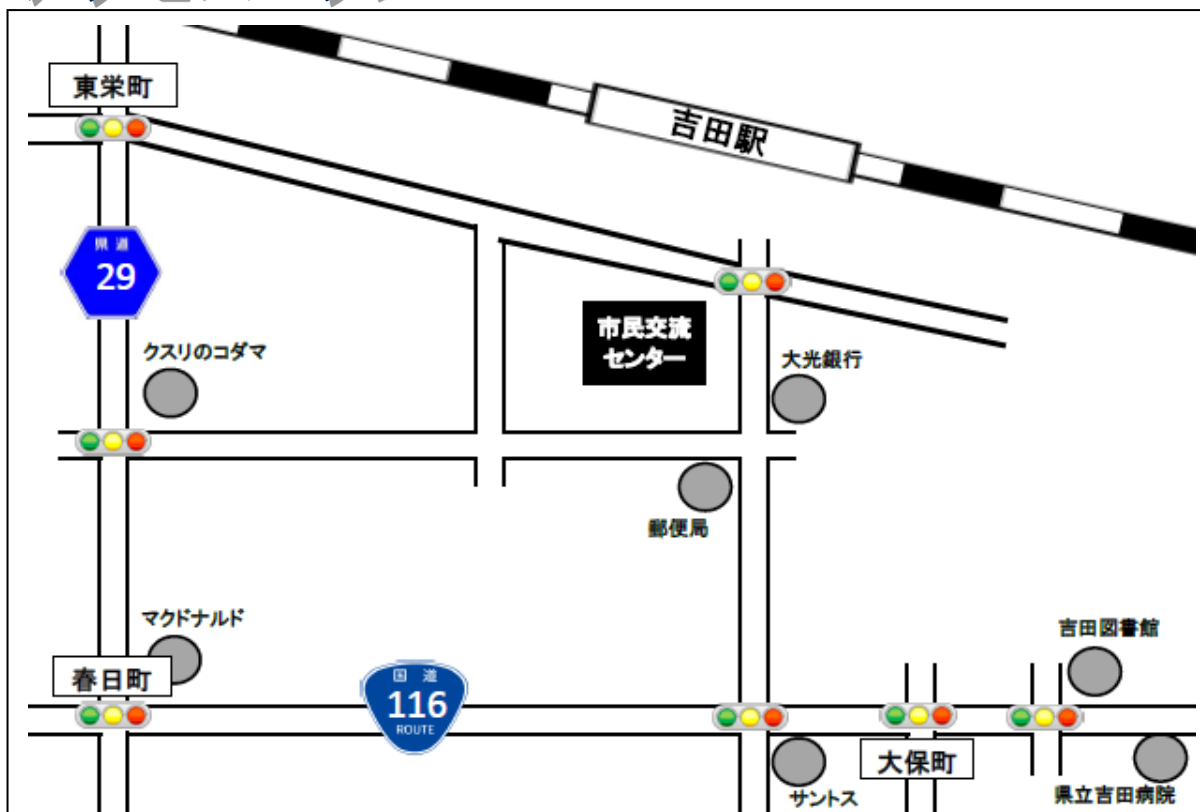 東栄町
吉田駅
県道
29
市民交流
センター
クスリのコダマ
大光銀行
郵便局
マクドナルド
吉田図書館
春日町
国道
116
ROUTE
大保町
サントス
県立吉田病院